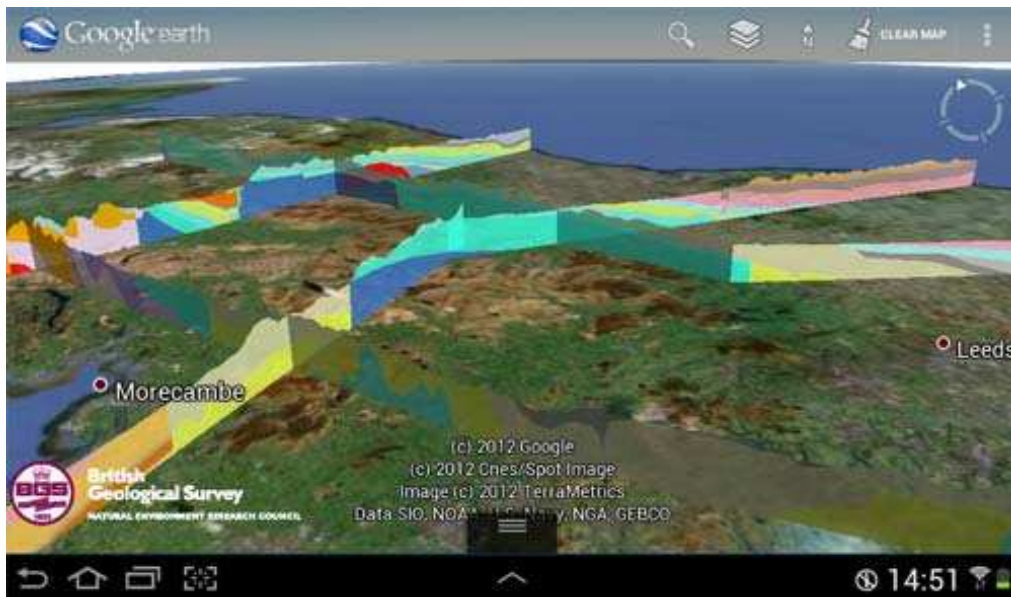 Google earth
N
CLEAR MAP
Leeds
Morecambe
(c) 2012 Google
(c) 2012 Cnes/Spot Image
Image (c) 2012 TerraMetrics
Data SIO, NOAA, U.S. Navy, NGA, GEBCO
BGS
British
Geological Survey
NATURAL ENVIRONMENT RESEARCH COUNCIL
14:51